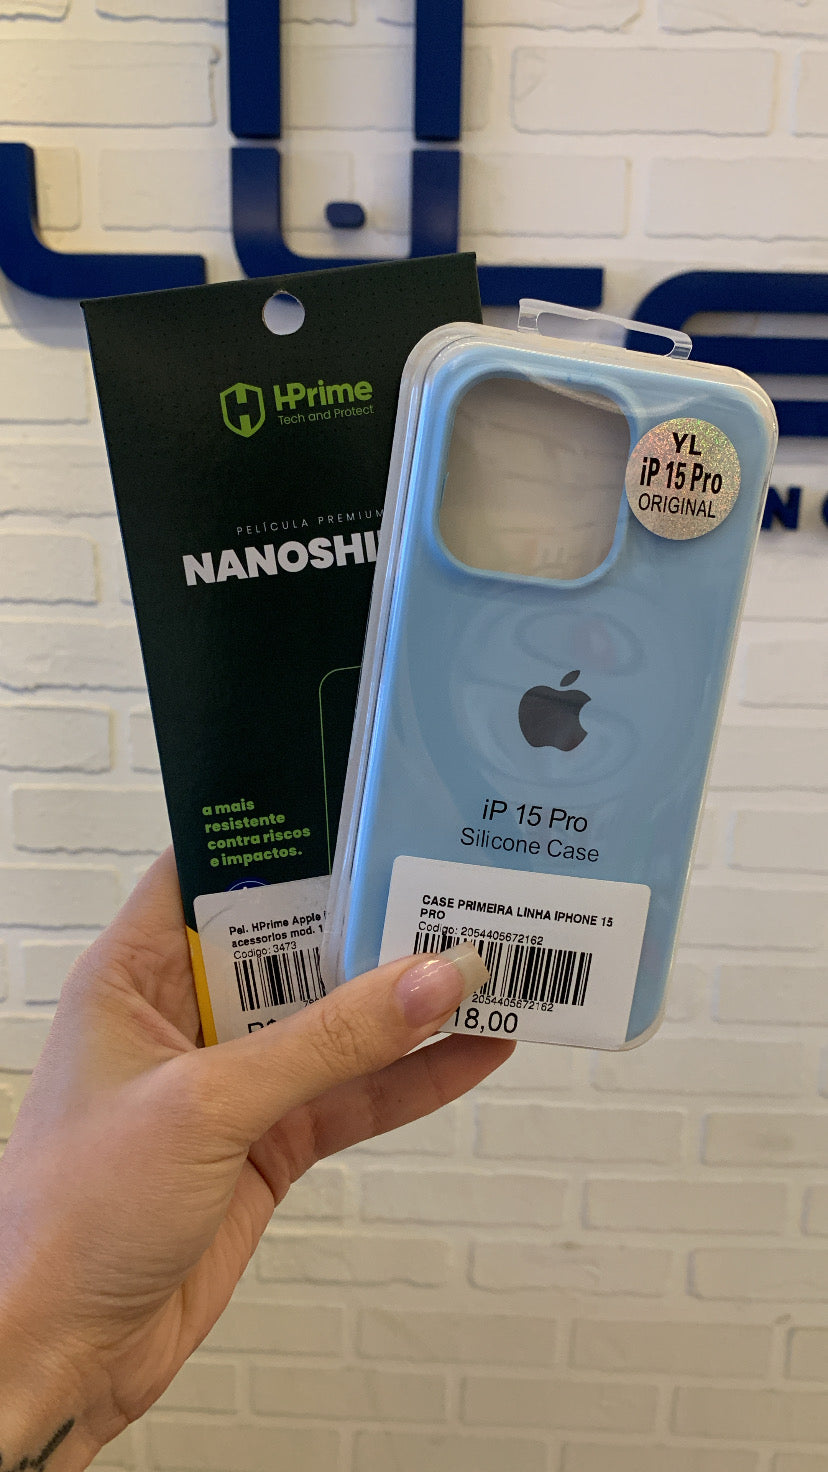 HPrime
Tech and Protect
PELÍCULA PREMIUM
a mais
resistente
contra riscos
e impactos.
Pel. HPrime Apple
acessorios mod.
Codigo: 3473
YL
iP 15 Pro
ORIGINAL
iP 15 Pro
Silicone Case
CASE PRIMEIRA LINHA IPHONE 15
PRO
Codigo: 2054405672162
2054405672162
18,00